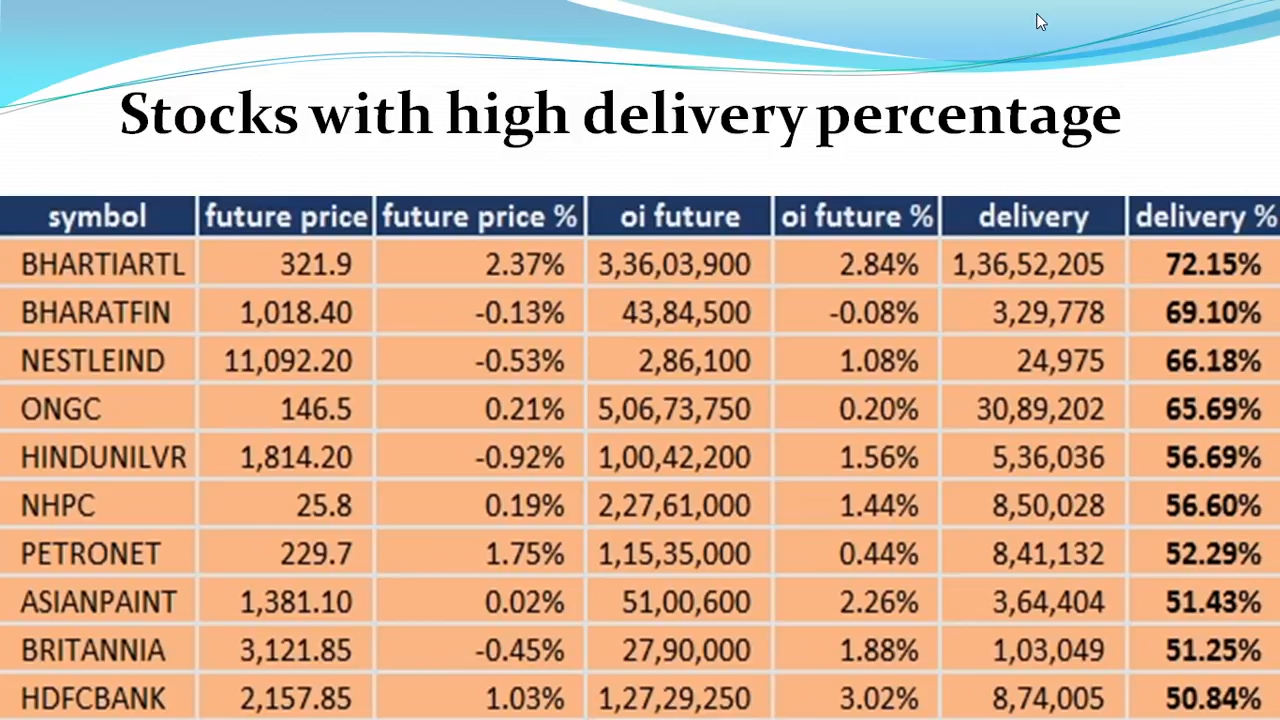 Stocks with high delivery percentage
symbol future price future price % oi future oi future % delivery delivery %
BHARTIARTL 321.9 2.37% 3,36,03,900 2.84% 1,36,52,205 72.15%
BHARATFIN 1,018.40 -0.13% 43,84,500 -0.08% 3,29,778 69.10%
NESTLEIND 11,092.20 -0.53% 2,86,100 1.08% 24,975 66.18%
ONGC 146.5 0.21% 5,06,73,750 0.20% 30,89,202 65.69%
HINDUNILVR 1,814.20 -0.92% 1,00,42,200 1.56% 5,36,036 56.69%
NHPC 25.8 0.19% 2,27,61,000 1.44% 8,50,028 56.60%
PETRONET 229.7 1.75% 1,15,35,000 0.44% 8,41,132 52.29%
ASIANPAINT 1,381.10 0.02% 51,00,600 2.26% 3,64,404 51.43%
BRITANNIA 3,121.85 -0.45% 27,90,000 1.88% 1,03,049 51.25%
HDFCBANK 2,157.85 1.03% 1,27,29,250 3.02% 8,74,005 50.84%